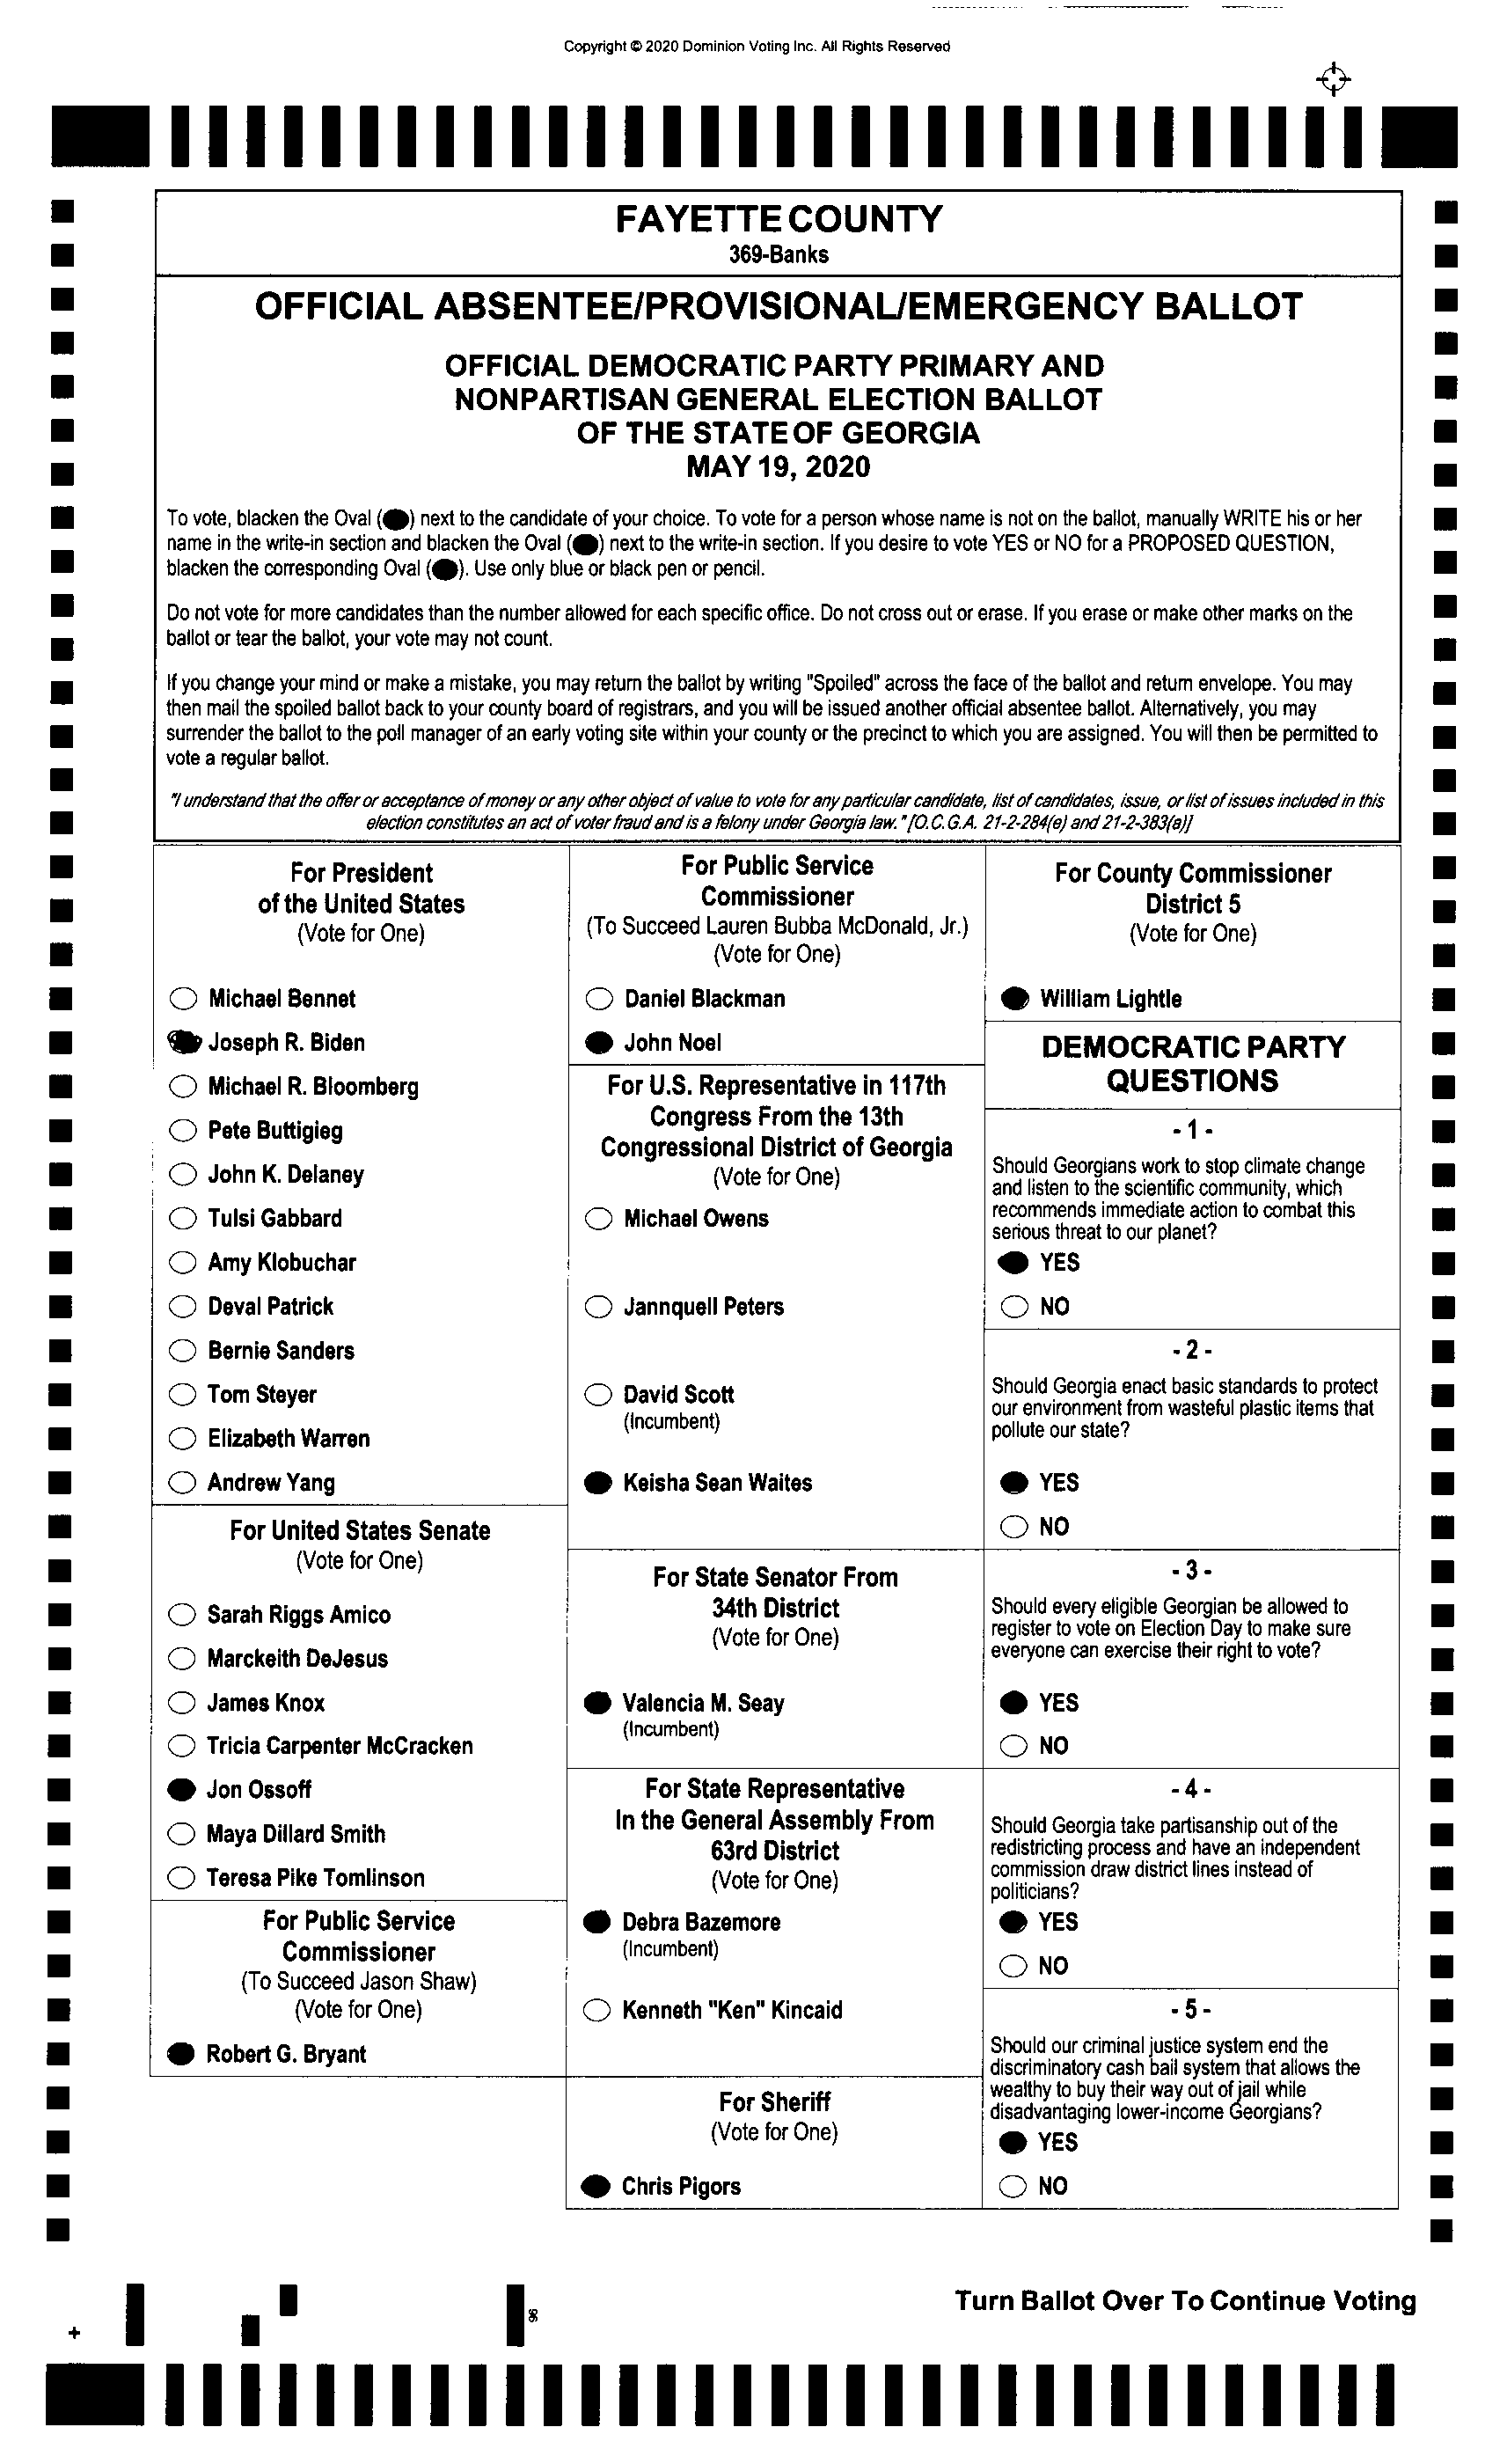 Copyright © 2020 Dominion Voting Inc. All Rights Reserved
FAYETTE COUNTY
369-Banks
OFFICIAL ABSENTEE/PROVISIONAL/EMERGENCY BALLOT
OFFICIAL DEMOCRATIC PARTY PRIMARY AND
NONPARTISAN GENERAL ELECTION BALLOT
OF THE STATE OF GEORGIA
MAY 19, 2020
To vote, blacken the Oval (●) next to the candidate of your choice. To vote for a person whose name is not on the ballot, manually WRITE his or her
name in the write-in section and blacken the Oval (●) next to the write-in section. If you desire to vote YES or NO for a PROPOSED QUESTION,
blacken the corresponding Oval (●). Use only blue or black pen or pencil.
Do not vote for more candidates than the number allowed for each specific office. Do not cross out or erase. If you erase or make other marks on the
ballot or tear the ballot, your vote may not count.
If you change your mind or make a mistake, you may return the ballot by writing "Spoiled" across the face of the ballot and return envelope. You may
then mail the spoiled ballot back to your county board of registrars, and you will be issued another official absentee ballot. Alternatively, you may
surrender the ballot to the poll manager of an early voting site within your county or the precinct to which you are assigned. You will then be permitted to
vote a regular ballot.
"I understand that the offer or acceptance of money or any other object of value to vote for any particular candidate, list of candidates, issue, or list of issues included in this
election constitutes an act of voter fraud and is a felony under Georgia law." [O.C.G.A. 21-2-284(e) and 21-2-383(a)]
For President
of the United States
(Vote for One)
Michael Bennet
Joseph R. Biden
Michael R. Bloomberg
Pete Buttigieg
John K. Delaney
Tulsi Gabbard
Amy Klobuchar
Deval Patrick
Bernie Sanders
Tom Steyer
Elizabeth Warren
Andrew Yang
For United States Senate
(Vote for One)
Sarah Riggs Amico
Marckeith DeJesus
James Knox
Tricia Carpenter McCracken
Jon Ossoff
Maya Dillard Smith
Teresa Pike Tomlinson
For Public Service
Commissioner
(To Succeed Jason Shaw)
(Vote for One)
Robert G. Bryant
For Public Service
Commissioner
(To Succeed Lauren Bubba McDonald, Jr.)
(Vote for One)
Daniel Blackman
John Noel
For U.S. Representative in 117th
Congress From the 13th
Congressional District of Georgia
(Vote for One)
Michael Owens
Jannquell Peters
David Scott
(Incumbent)
Keisha Sean Waites
For State Senator From
34th District
(Vote for One)
Valencia M. Seay
(Incumbent)
For State Representative
In the General Assembly From
63rd District
(Vote for One)
Debra Bazemore
(Incumbent)
Kenneth "Ken" Kincaid
For Sheriff
(Vote for One)
Chris Pigors
For County Commissioner
District 5
(Vote for One)
William Lightle
DEMOCRATIC PARTY
QUESTIONS
- 1 -
Should Georgians work to stop climate change
and listen to the scientific community, which
recommends immediate action to combat this
serious threat to our planet?
YES
NO
- 2 -
Should Georgia enact basic standards to protect
our environment from wasteful plastic items that
pollute our state?
YES
NO
- 3 -
Should every eligible Georgian be allowed to
register to vote on Election Day to make sure
everyone can exercise their right to vote?
YES
NO
- 4 -
Should Georgia take partisanship out of the
redistricting process and have an independent
commission draw district lines instead of
politicians?
YES
NO
- 5 -
Should our criminal justice system end the
discriminatory cash bail system that allows the
wealthy to buy their way out of jail while
disadvantaging lower-income Georgians?
YES
NO
Turn Ballot Over To Continue Voting
96